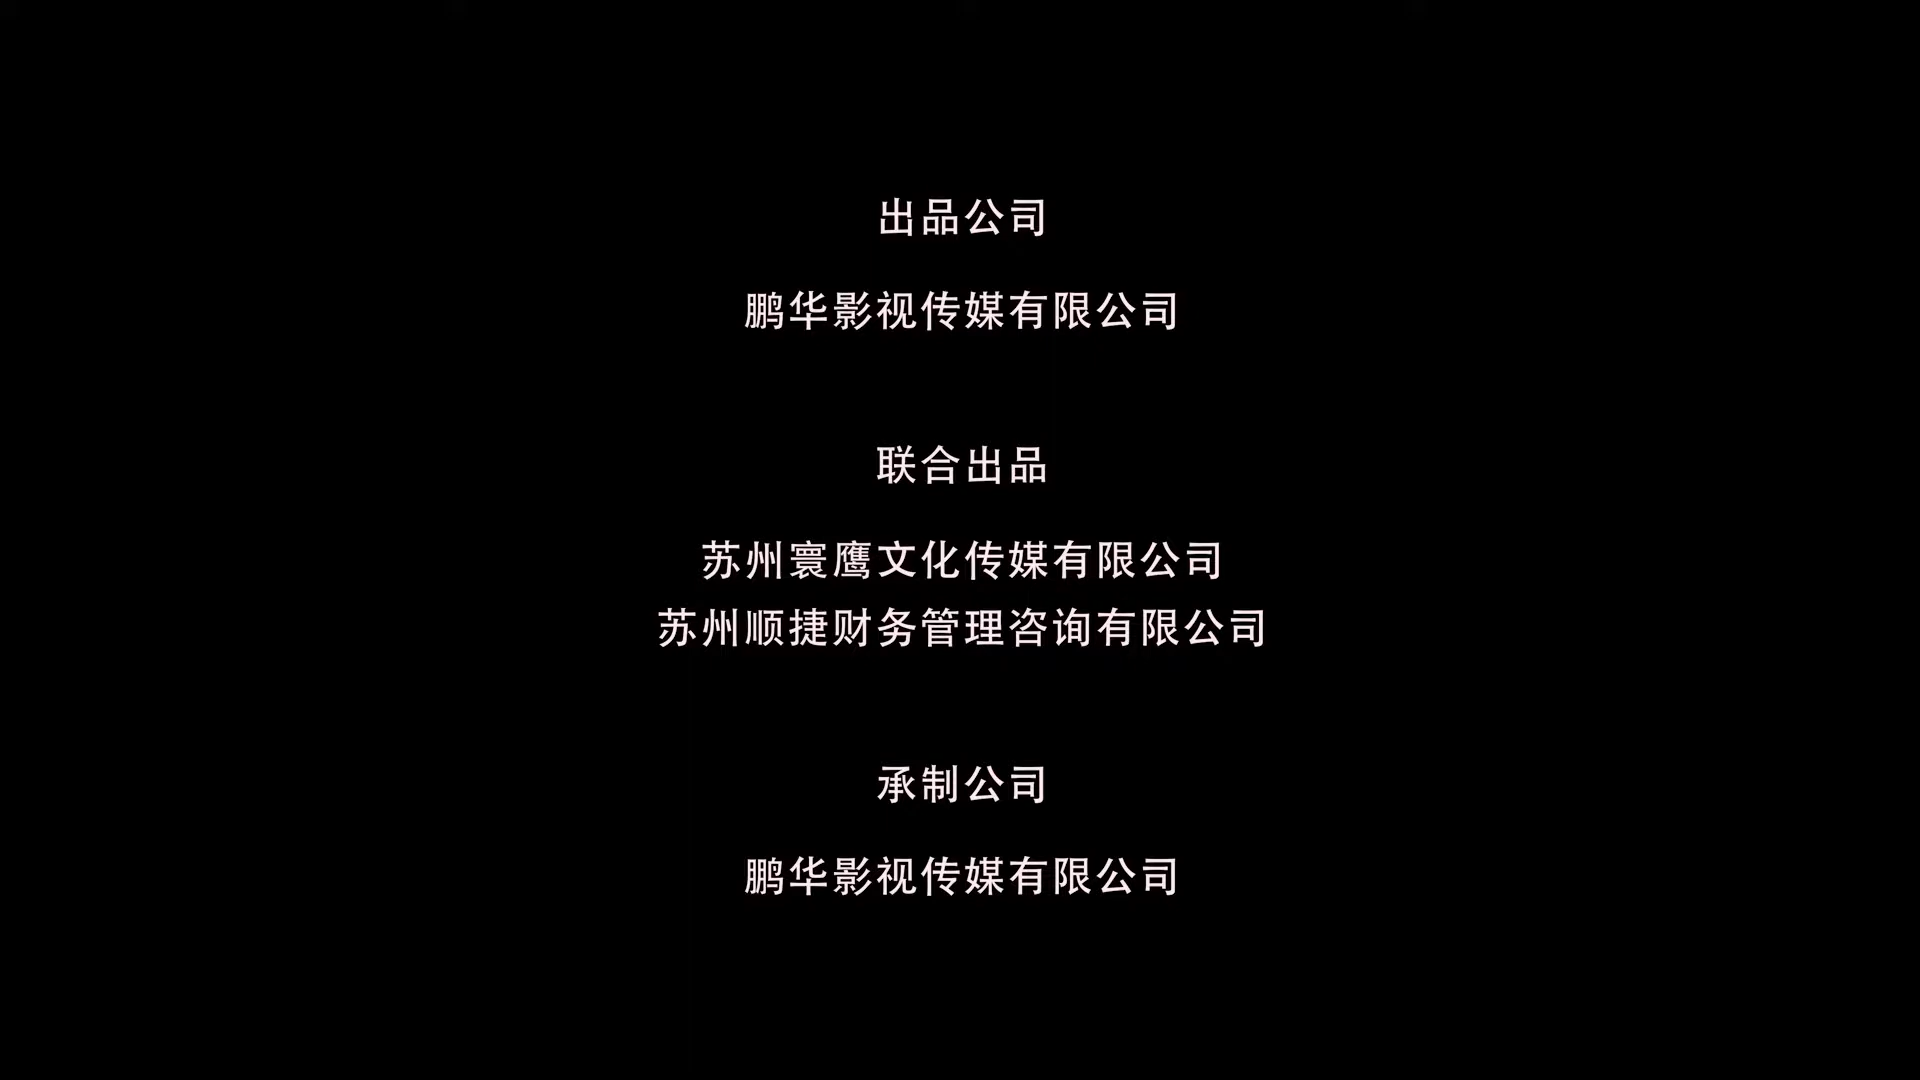 出品公司
鹏华影视传媒有限公司
联合出品
苏州寰鹰文化传媒有限公司
苏州顺捷财务管理咨询有限公司
承制公司
鹏华影视传媒有限公司